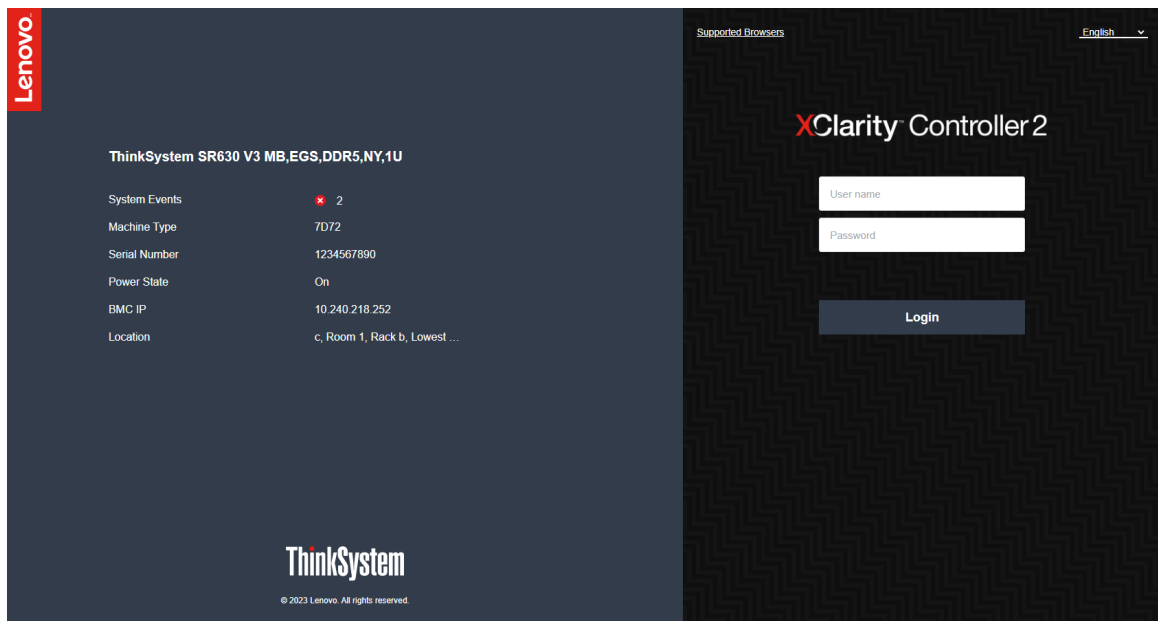 Lenovo.
ThinkSystem SR630 V3 MB,EGS,DDR5,NY,1U
System Events 2
Machine Type 7D72
Serial Number 1234567890
Power State On
BMC IP 10.240.218.252
Location c, Room 1, Rack b, Lowest ...
ThinkSystem
© 2023 Lenovo. All rights reserved.
Supported Browsers
English
XClarity™ Controller 2
User name
Password
Login